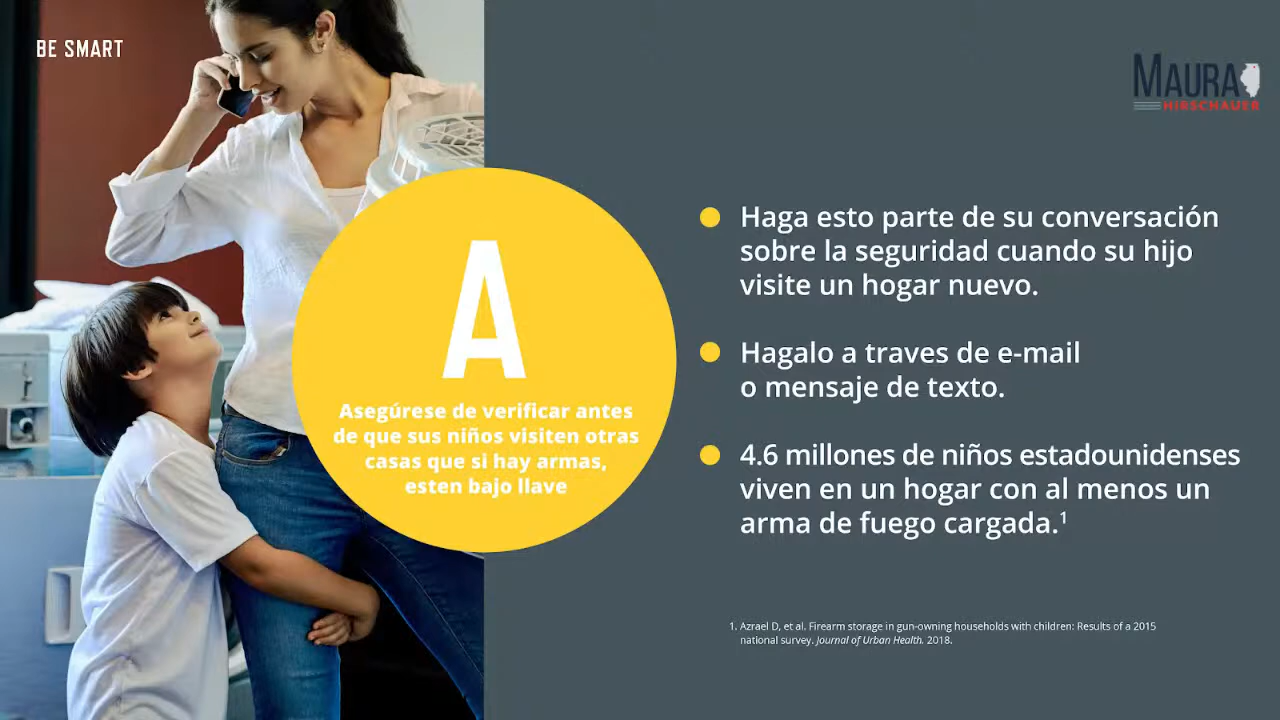 BE SMART
MAURA
HIRSCHAUER
A
Asegúrese de verificar antes
de que sus niños visiten otras
casas que si hay armas,
esten bajo llave
Haga esto parte de su conversación
sobre la seguridad cuando su hijo
visite un hogar nuevo.
Hagalo a traves de e-mail
o mensaje de texto.
4.6 millones de niños estadounidenses
viven en un hogar con al menos un
arma de fuego cargada.¹
1. Azrael D, et al. Firearm storage in gun-owning households with children: Results of a 2015
national survey. Journal of Urban Health. 2018.